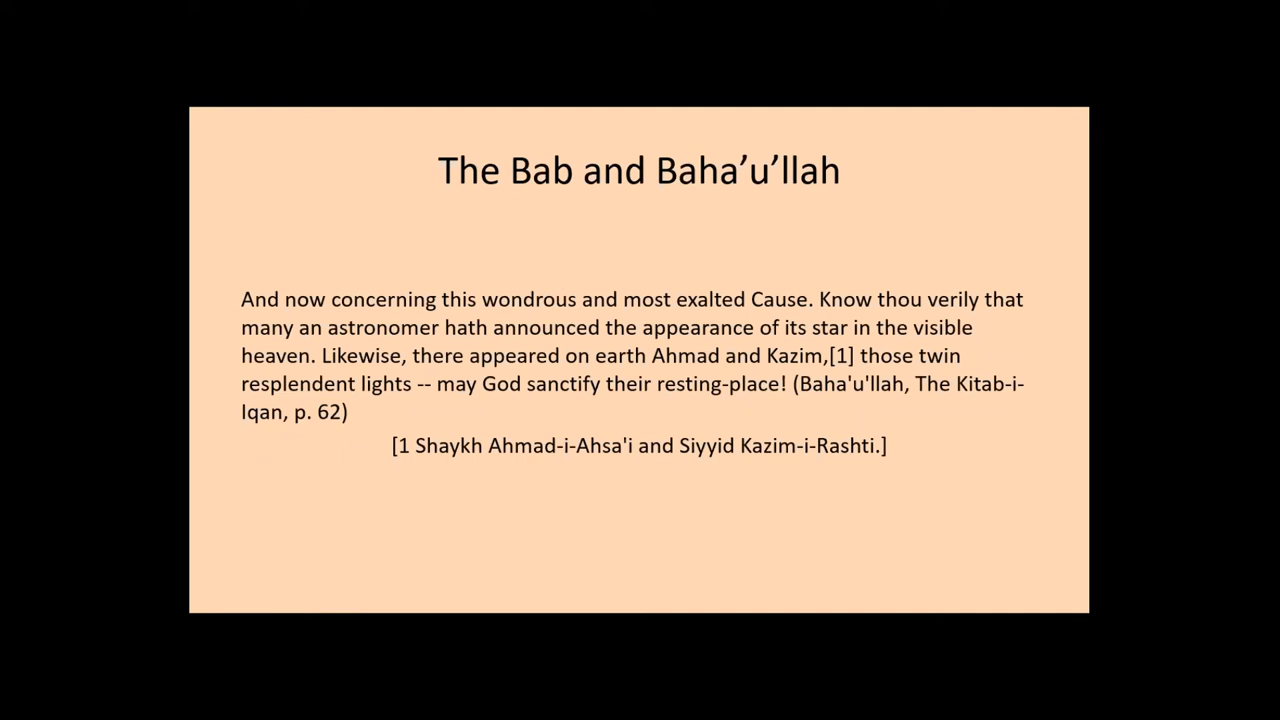 The Bab and Baha’u’llah
And now concerning this wondrous and most exalted Cause. Know thou verily that
many an astronomer hath announced the appearance of its star in the visible
heaven. Likewise, there appeared on earth Ahmad and Kazim,[1] those twin
resplendent lights -- may God sanctify their resting-place! (Baha'u'llah, The Kitab-i-
Iqan, p. 62)
[1 Shaykh Ahmad-i-Ahsa'i and Siyyid Kazim-i-Rashti.]